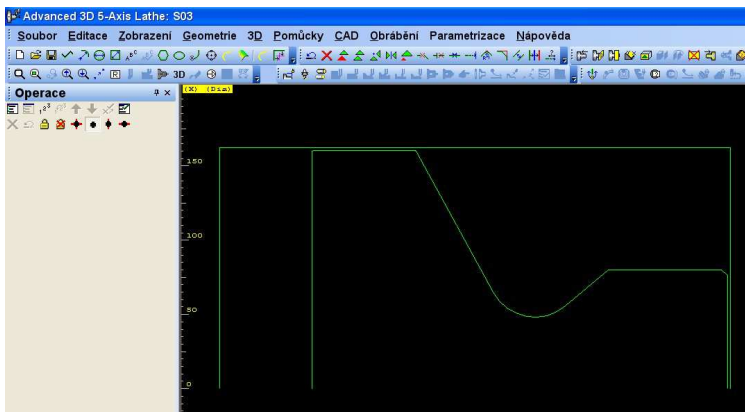 Advanced 3D 5-Axis Lathe: S03
Soubor Editace Zobrazení Geometrie 3D Pomůcky CAD Obrábění Parametrizace Nápověda
3D
Operace
(X) (Dia)
150
100
50
0